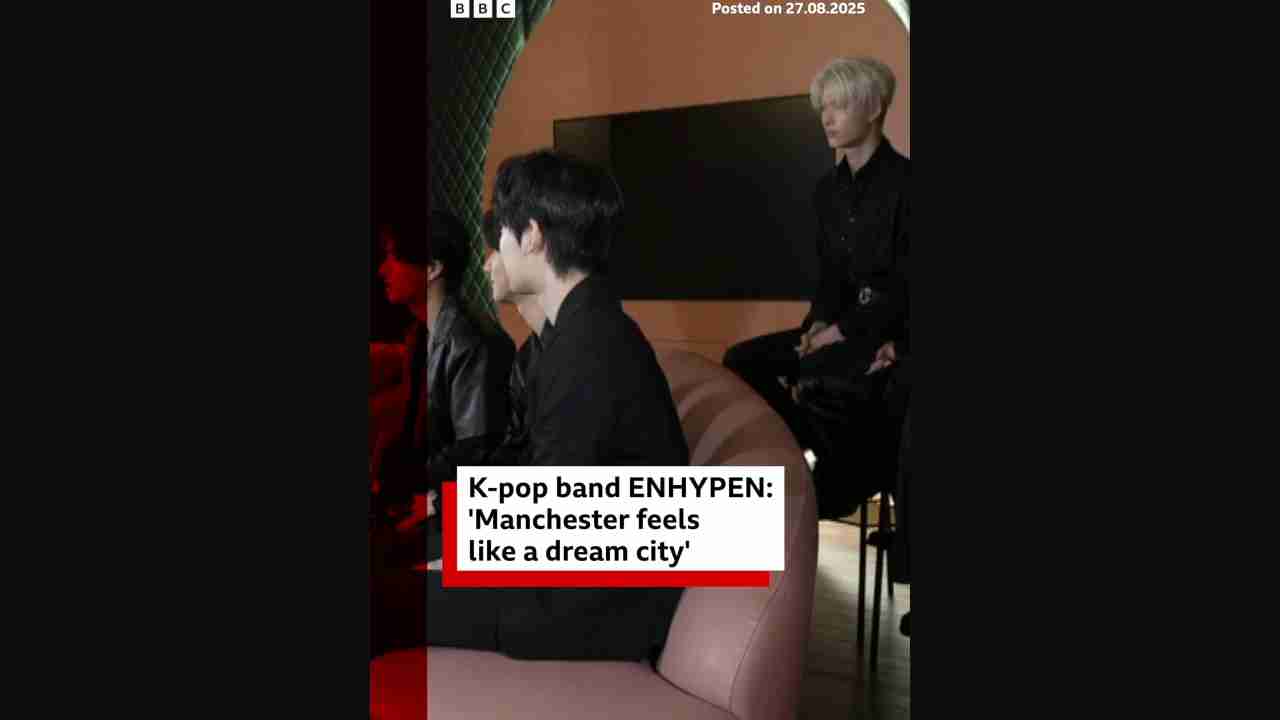 BBC
Posted on 27.08.2025
K-pop band ENHYPEN:
'Manchester feels
like a dream city'